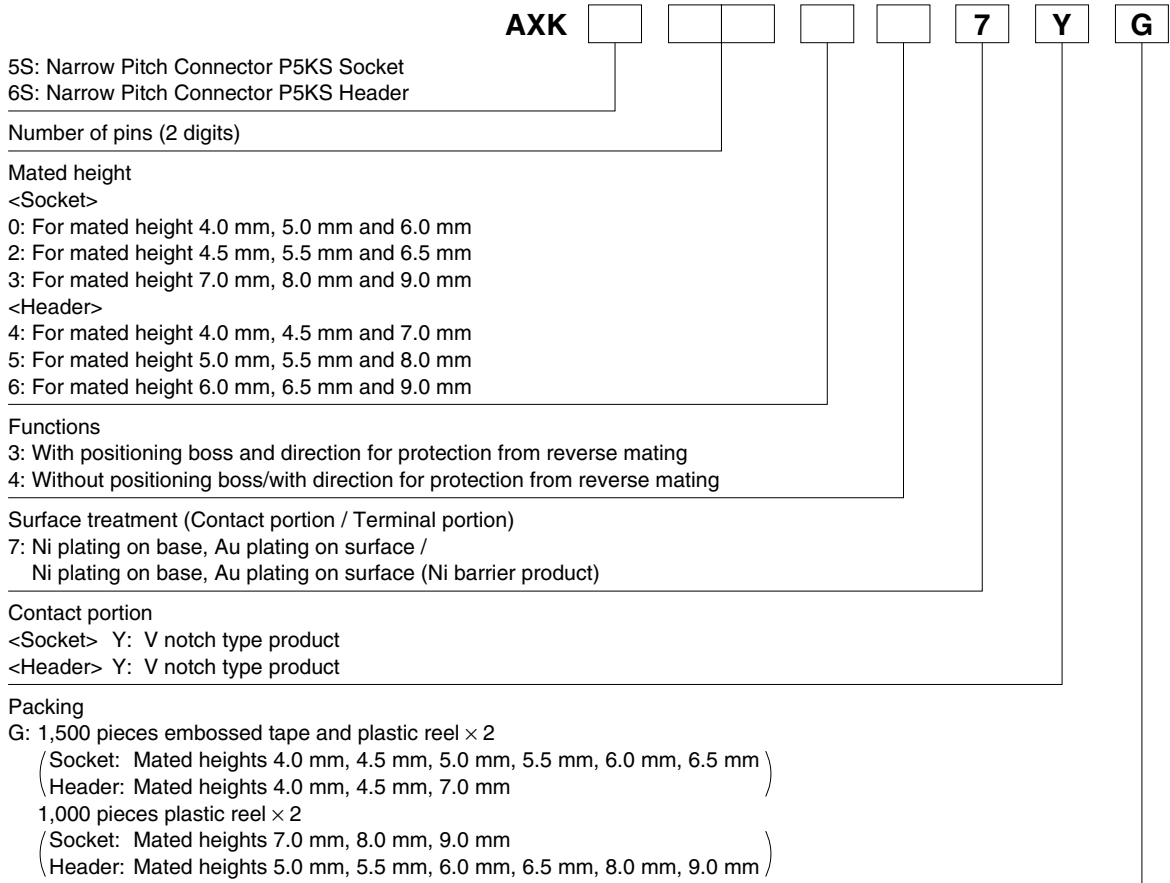 AXK 7 Y G
5S: Narrow Pitch Connector P5KS Socket
6S: Narrow Pitch Connector P5KS Header
Number of pins (2 digits)
Mated height
<Socket>
0: For mated height 4.0 mm, 5.0 mm and 6.0 mm
2: For mated height 4.5 mm, 5.5 mm and 6.5 mm
3: For mated height 7.0 mm, 8.0 mm and 9.0 mm
<Header>
4: For mated height 4.0 mm, 4.5 mm and 7.0 mm
5: For mated height 5.0 mm, 5.5 mm and 8.0 mm
6: For mated height 6.0 mm, 6.5 mm and 9.0 mm
Functions
3: With positioning boss and direction for protection from reverse mating
4: Without positioning boss/with direction for protection from reverse mating
Surface treatment (Contact portion / Terminal portion)
7: Ni plating on base, Au plating on surface /
Ni plating on base, Au plating on surface (Ni barrier product)
Contact portion
<Socket> Y: V notch type product
<Header> Y: V notch type product
Packing
G: 1,500 pieces embossed tape and plastic reel × 2
(Socket: Mated heights 4.0 mm, 4.5 mm, 5.0 mm, 5.5 mm, 6.0 mm, 6.5 mm
Header: Mated heights 4.0 mm, 4.5 mm, 7.0 mm)
1,000 pieces plastic reel × 2
(Socket: Mated heights 7.0 mm, 8.0 mm, 9.0 mm
Header: Mated heights 5.0 mm, 5.5 mm, 6.0 mm, 6.5 mm, 8.0 mm, 9.0 mm)